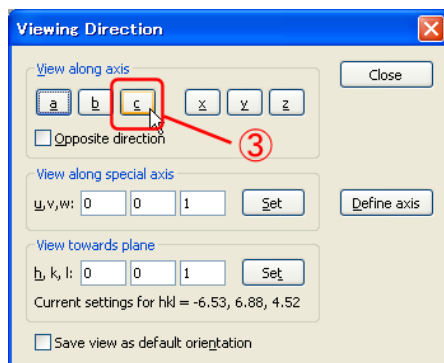 Viewing Direction
View along axis
Close
a b c x y z
Opposite direction
③
View along special axis
u,v,w: 0 0 1 Set Define axis
View towards plane
h, k, l: 0 0 1 Set
Current settings for hkl = -6.53, 6.88, 4.52
Save view as default orientation